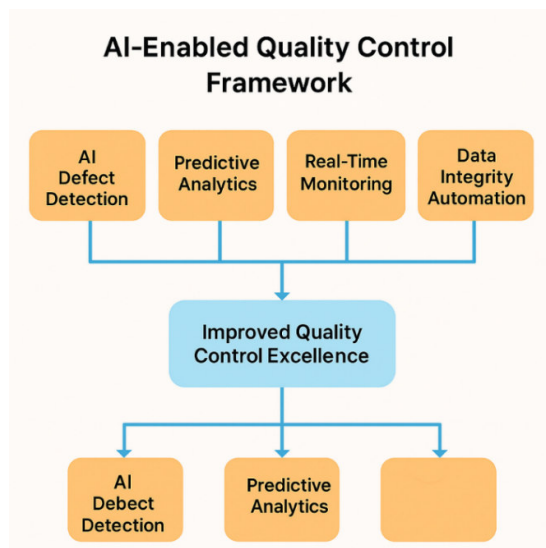 AI-Enabled Quality Control
Framework
AI
Defect
Detection
Predictive
Analytics
Real-Time
Monitoring
Data
Integrity
Automation
Improved Quality
Control Excellence
AI
Debect
Detection
Predictive
Analytics